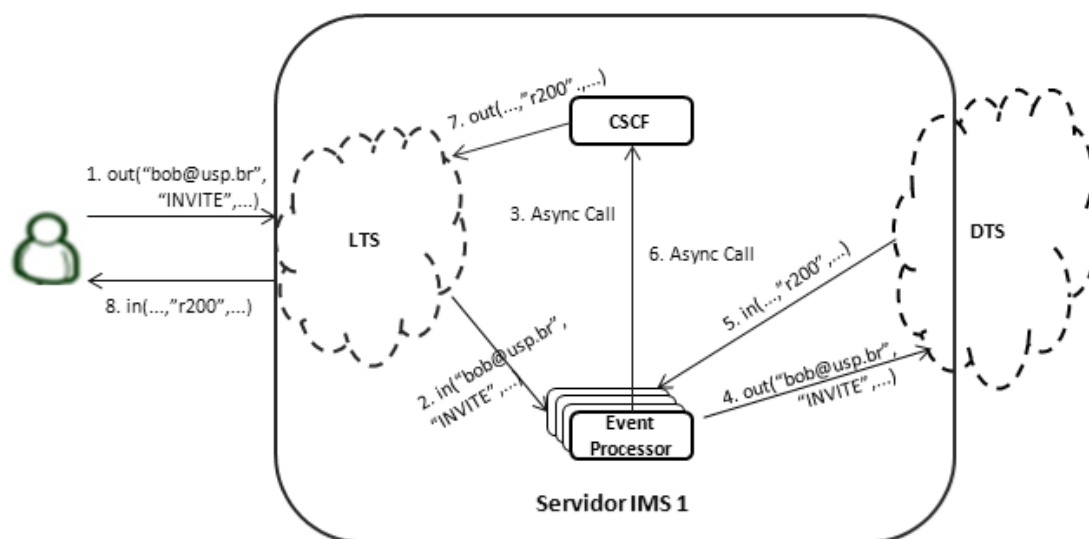 7. out(...,"r200".,...)
CSCF
1. out("bob@usp.br",
"INVITE",...)
LTS
3. Async Call
DTS
6. Async Call
5. in(...,"r200",...)
8. in(...,"r200",...)
2. in("bob@usp.br",
"INVITE",...)
4. out("bob@usp.br",
"INVITE",...)
Event
Processor
Servidor IMS 1